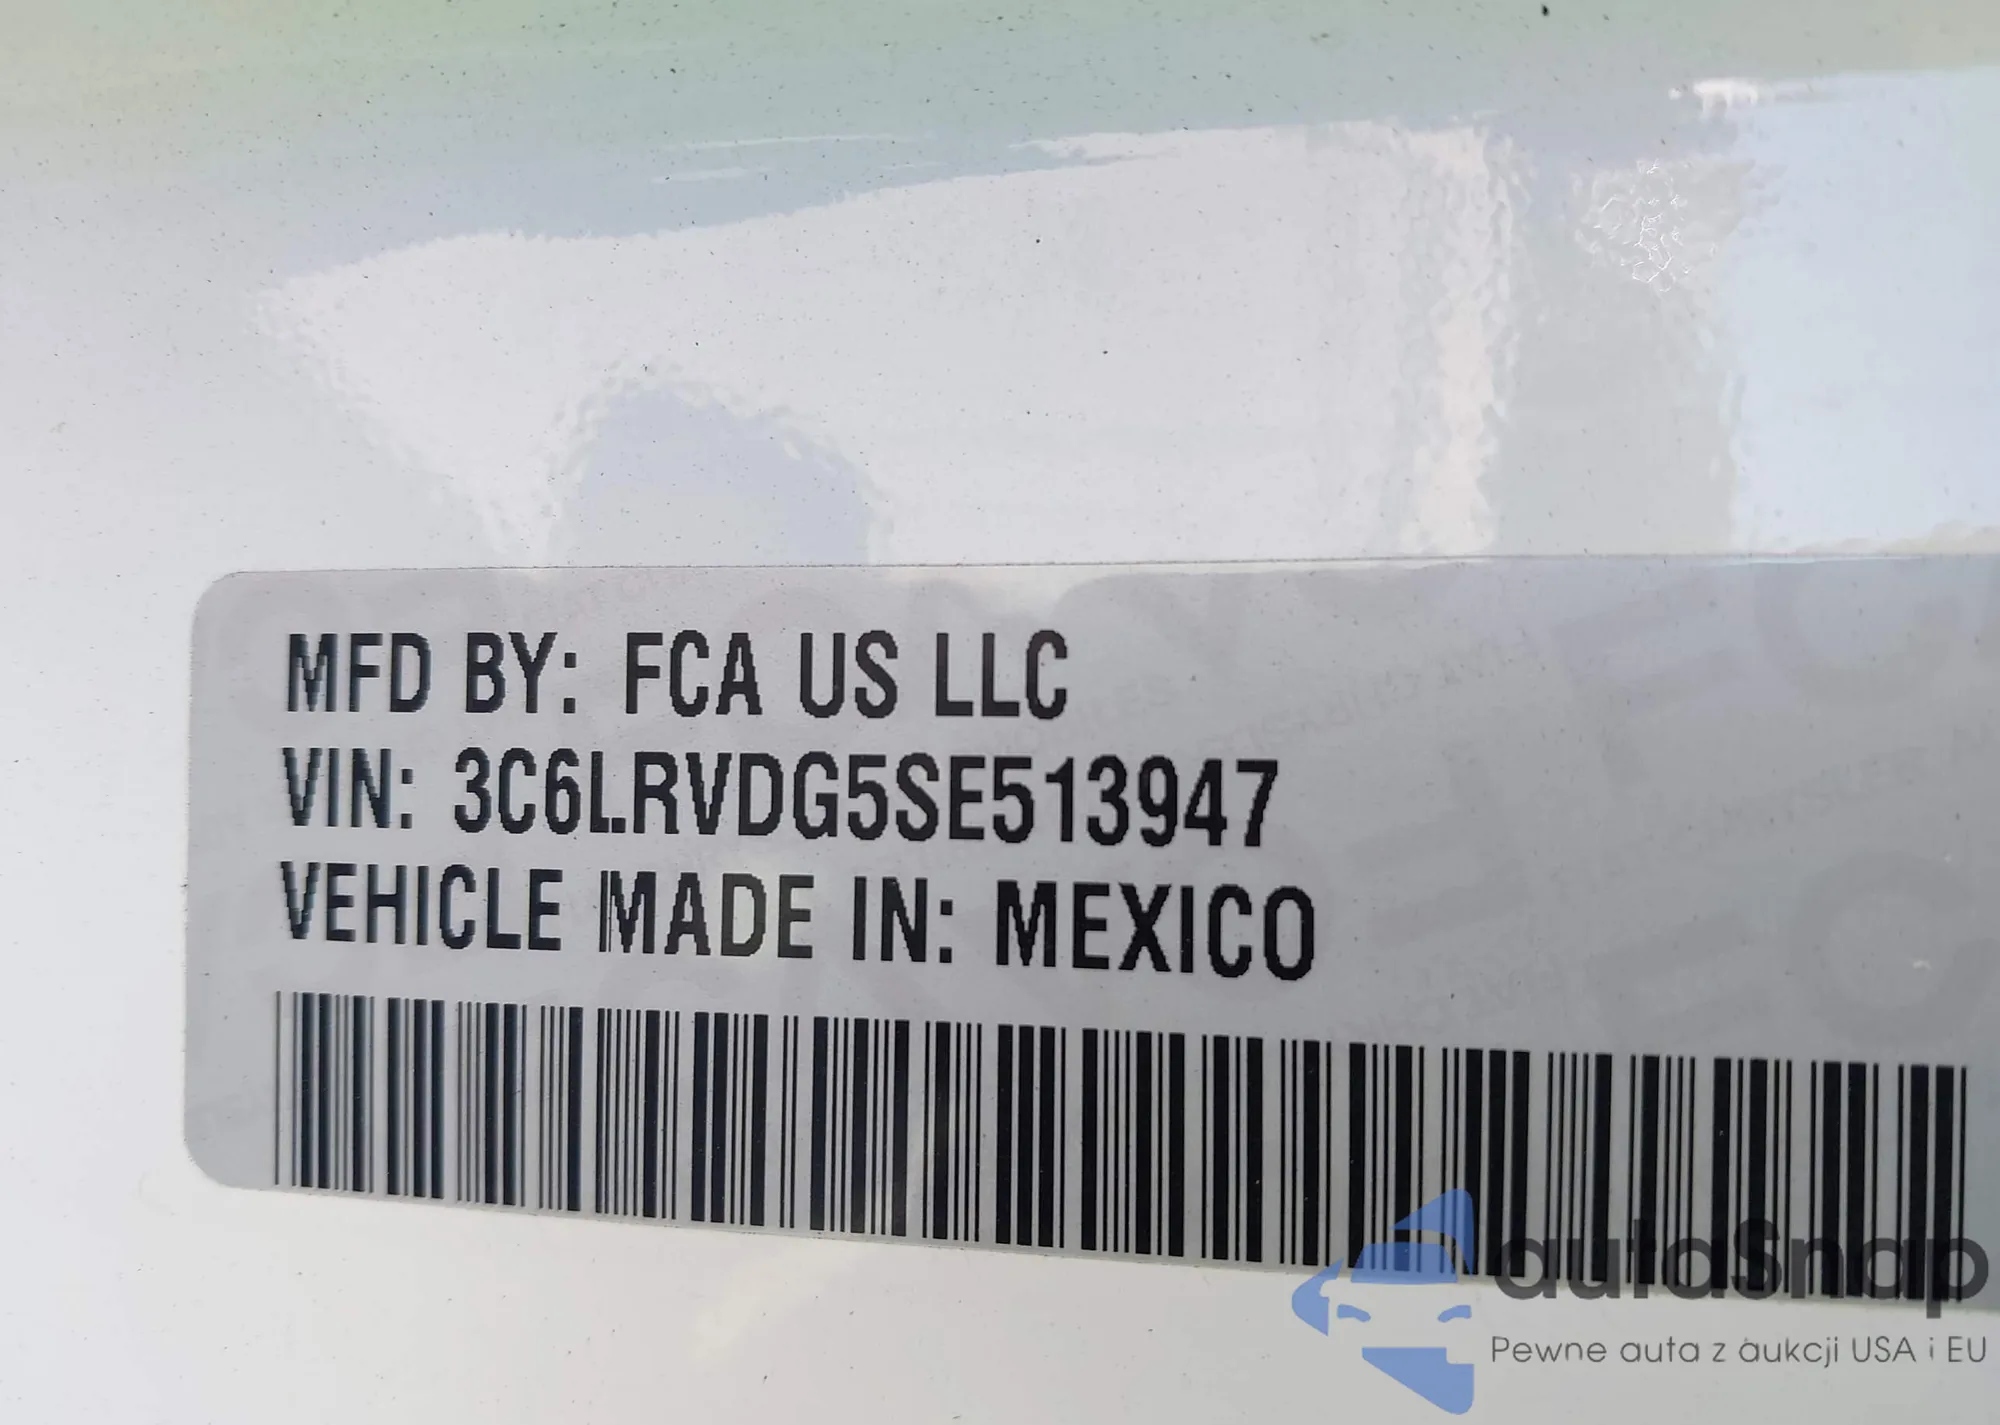 MFD BY: FCA US LLC
VIN: 3C6LRVDG5SE513947
VEHICLE MADE IN: MEXICO
autoSnap
Pewne auta z aukcji USA i EU